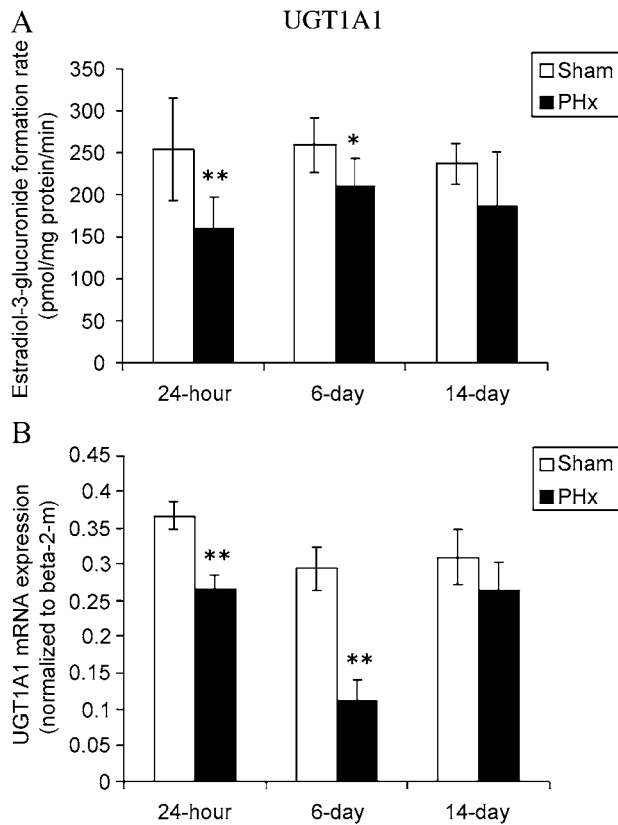 A
UGT1A1
Estradiol-3-glucuronide formation rate
(pmol/mg protein/min)
350
300
250
200
150
100
50
0
Sham
PHx
**
*
24-hour
6-day
14-day
B
UGT1A1 mRNA expression
(normalized to beta-2-m)
0.45
0.4
0.35
0.3
0.25
0.2
0.15
0.1
0.05
0
Sham
PHx
**
**
24-hour
6-day
14-day